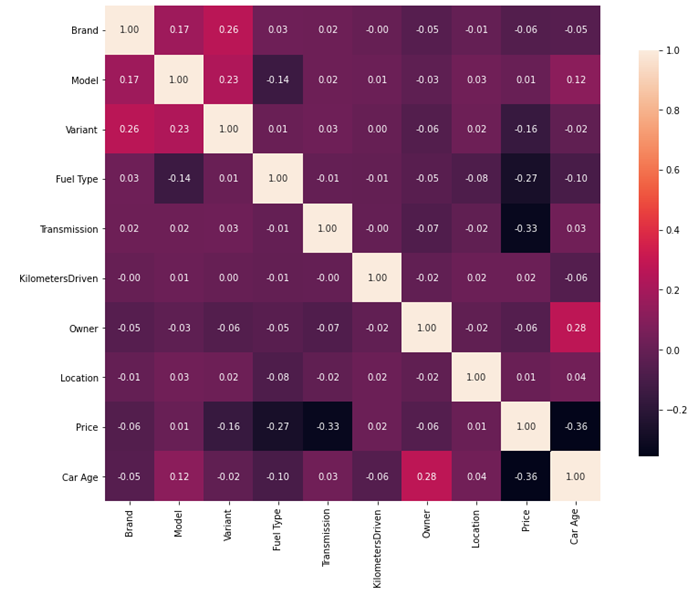 Brand 1.00 0.17 0.26 0.03 0.02 -0.00 -0.05 -0.01 -0.06 -0.05
Model 0.17 1.00 0.23 -0.14 0.02 0.01 -0.03 0.03 0.01 0.12
Variant 0.26 0.23 1.00 0.01 0.03 0.00 -0.06 0.02 -0.16 -0.02
Fuel Type 0.03 -0.14 0.01 1.00 -0.01 -0.01 -0.05 -0.08 -0.27 -0.10
Transmission 0.02 0.02 0.03 -0.01 1.00 -0.00 -0.07 -0.02 -0.33 0.03
KilometersDriven -0.00 0.01 0.00 -0.01 -0.00 1.00 -0.02 0.02 0.02 -0.06
Owner -0.05 -0.03 -0.06 -0.05 -0.07 -0.02 1.00 -0.02 -0.06 0.28
Location -0.01 0.03 0.02 -0.08 -0.02 0.02 -0.02 1.00 0.01 0.04
Price -0.06 0.01 -0.16 -0.27 -0.33 0.02 -0.06 0.01 1.00 -0.36
Car Age -0.05 0.12 -0.02 -0.10 0.03 -0.06 0.28 0.04 -0.36 1.00
Brand
Model
Variant
Fuel Type
Transmission
KilometersDriven
Owner
Location
Price
Car Age
1.0
0.8
0.6
0.4
0.2
0.0
−0.2